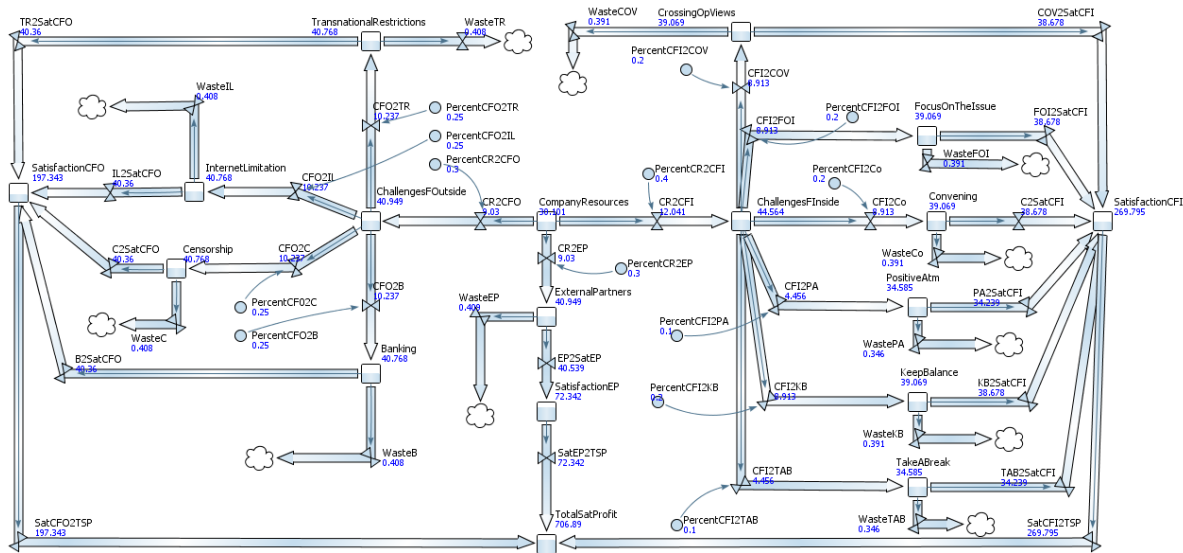 TR2SatCFO
40.36
TransnationalRestrictions
40.768
WasteTR
0.408
WasteCOV
0.391
CrossingOpViews
39.069
COV2SatCFI
38.678
PercentCFI2COV
0.2
WasteIL
0.408
CFO2TR
10.237
PercentCFO2TR
0.25
CFI2COV
8.913
PercentCFI2FOI
0.2
CFI2FOI
8.913
FocusOnTheIssue
39.069
FOI2SatCFI
38.678
PercentCFO2IL
0.25
PercentCR2CFO
0.3
WasteFOI
0.391
SatisfactionCFO
197.343
IL2SatCFO
40.36
InternetLimitation
40.768
CFO2IL
10.237
PercentCR2CFI
0.4
PercentCFI2Co
0.2
ChallengesFOutside
40.949
CR2CFO
9.03
CompanyResources
30.101
CR2CFI
12.041
ChallengesFInside
44.564
CFI2Co
8.913
Convening
39.069
C2SatCFI
38.678
SatisfactionCFI
269.795
C2SatCFO
40.36
Censorship
40.768
CFO2C
10.237
CR2EP
9.03
PercentCR2EP
0.3
WasteCo
0.391
CFO2B
10.237
ExternalPartners
40.949
CFI2PA
4.456
PositiveAtm
34.585
PA2SatCFI
34.239
PercentCF02C
0.25
WasteEP
0.409
WasteC
0.408
PercentCFO2B
0.25
PercentCFI2PA
0.1
WastePA
0.346
B2SatCFO
40.36
Banking
40.768
EP2SatEP
40.539
SatisfactionEP
72.342
PercentCFI2KB
0.2
CFI2KB
8.913
KeepBalance
39.069
KB2SatCFI
38.678
WasteB
0.408
SatEP2TSP
72.342
WasteKB
0.391
CFI2TAB
4.456
TakeABreak
34.585
TAB2SatCFI
34.239
SatCFO2TSP
197.343
TotalSatProfit
706.89
PercentCFI2TAB
0.1
WasteTAB
0.346
SatCFI2TSP
269.795